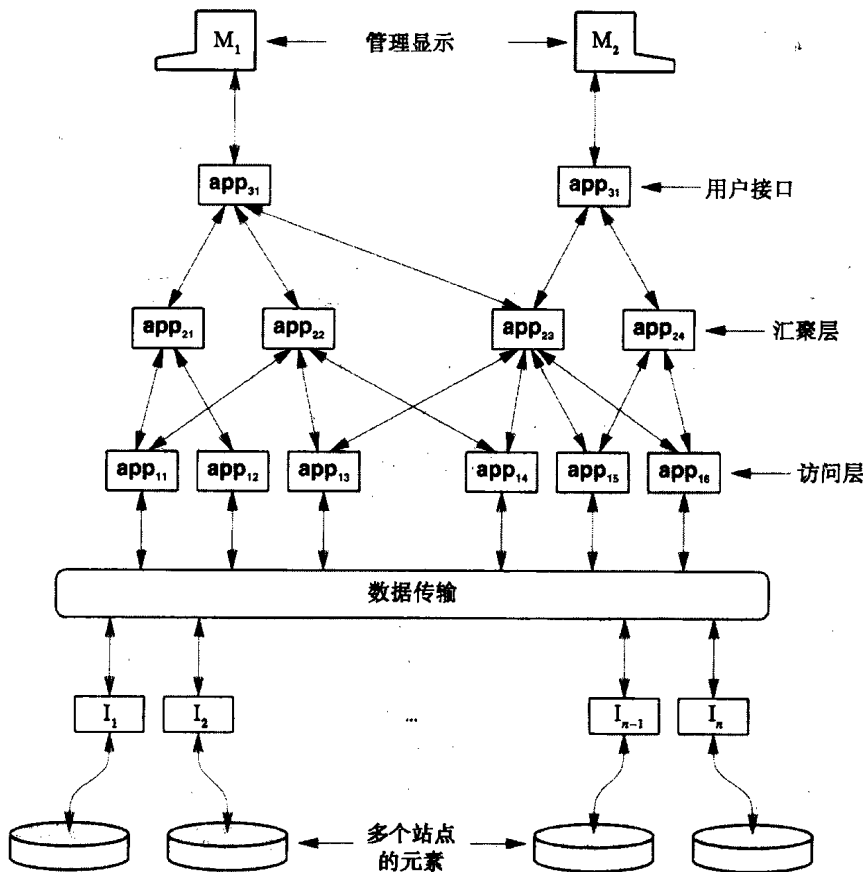 M₁ 管理显示 M₂
app₃₁ app₃₁ 用户接口
app₂₁ app₂₂ app₂₃ app₂₄ 汇聚层
app₁₁ app₁₂ app₁₃ app₁₄ app₁₅ app₁₆ 访问层
数据传输
I₁ I₂ ... Iₙ₋₁ Iₙ
多个站点
的元素